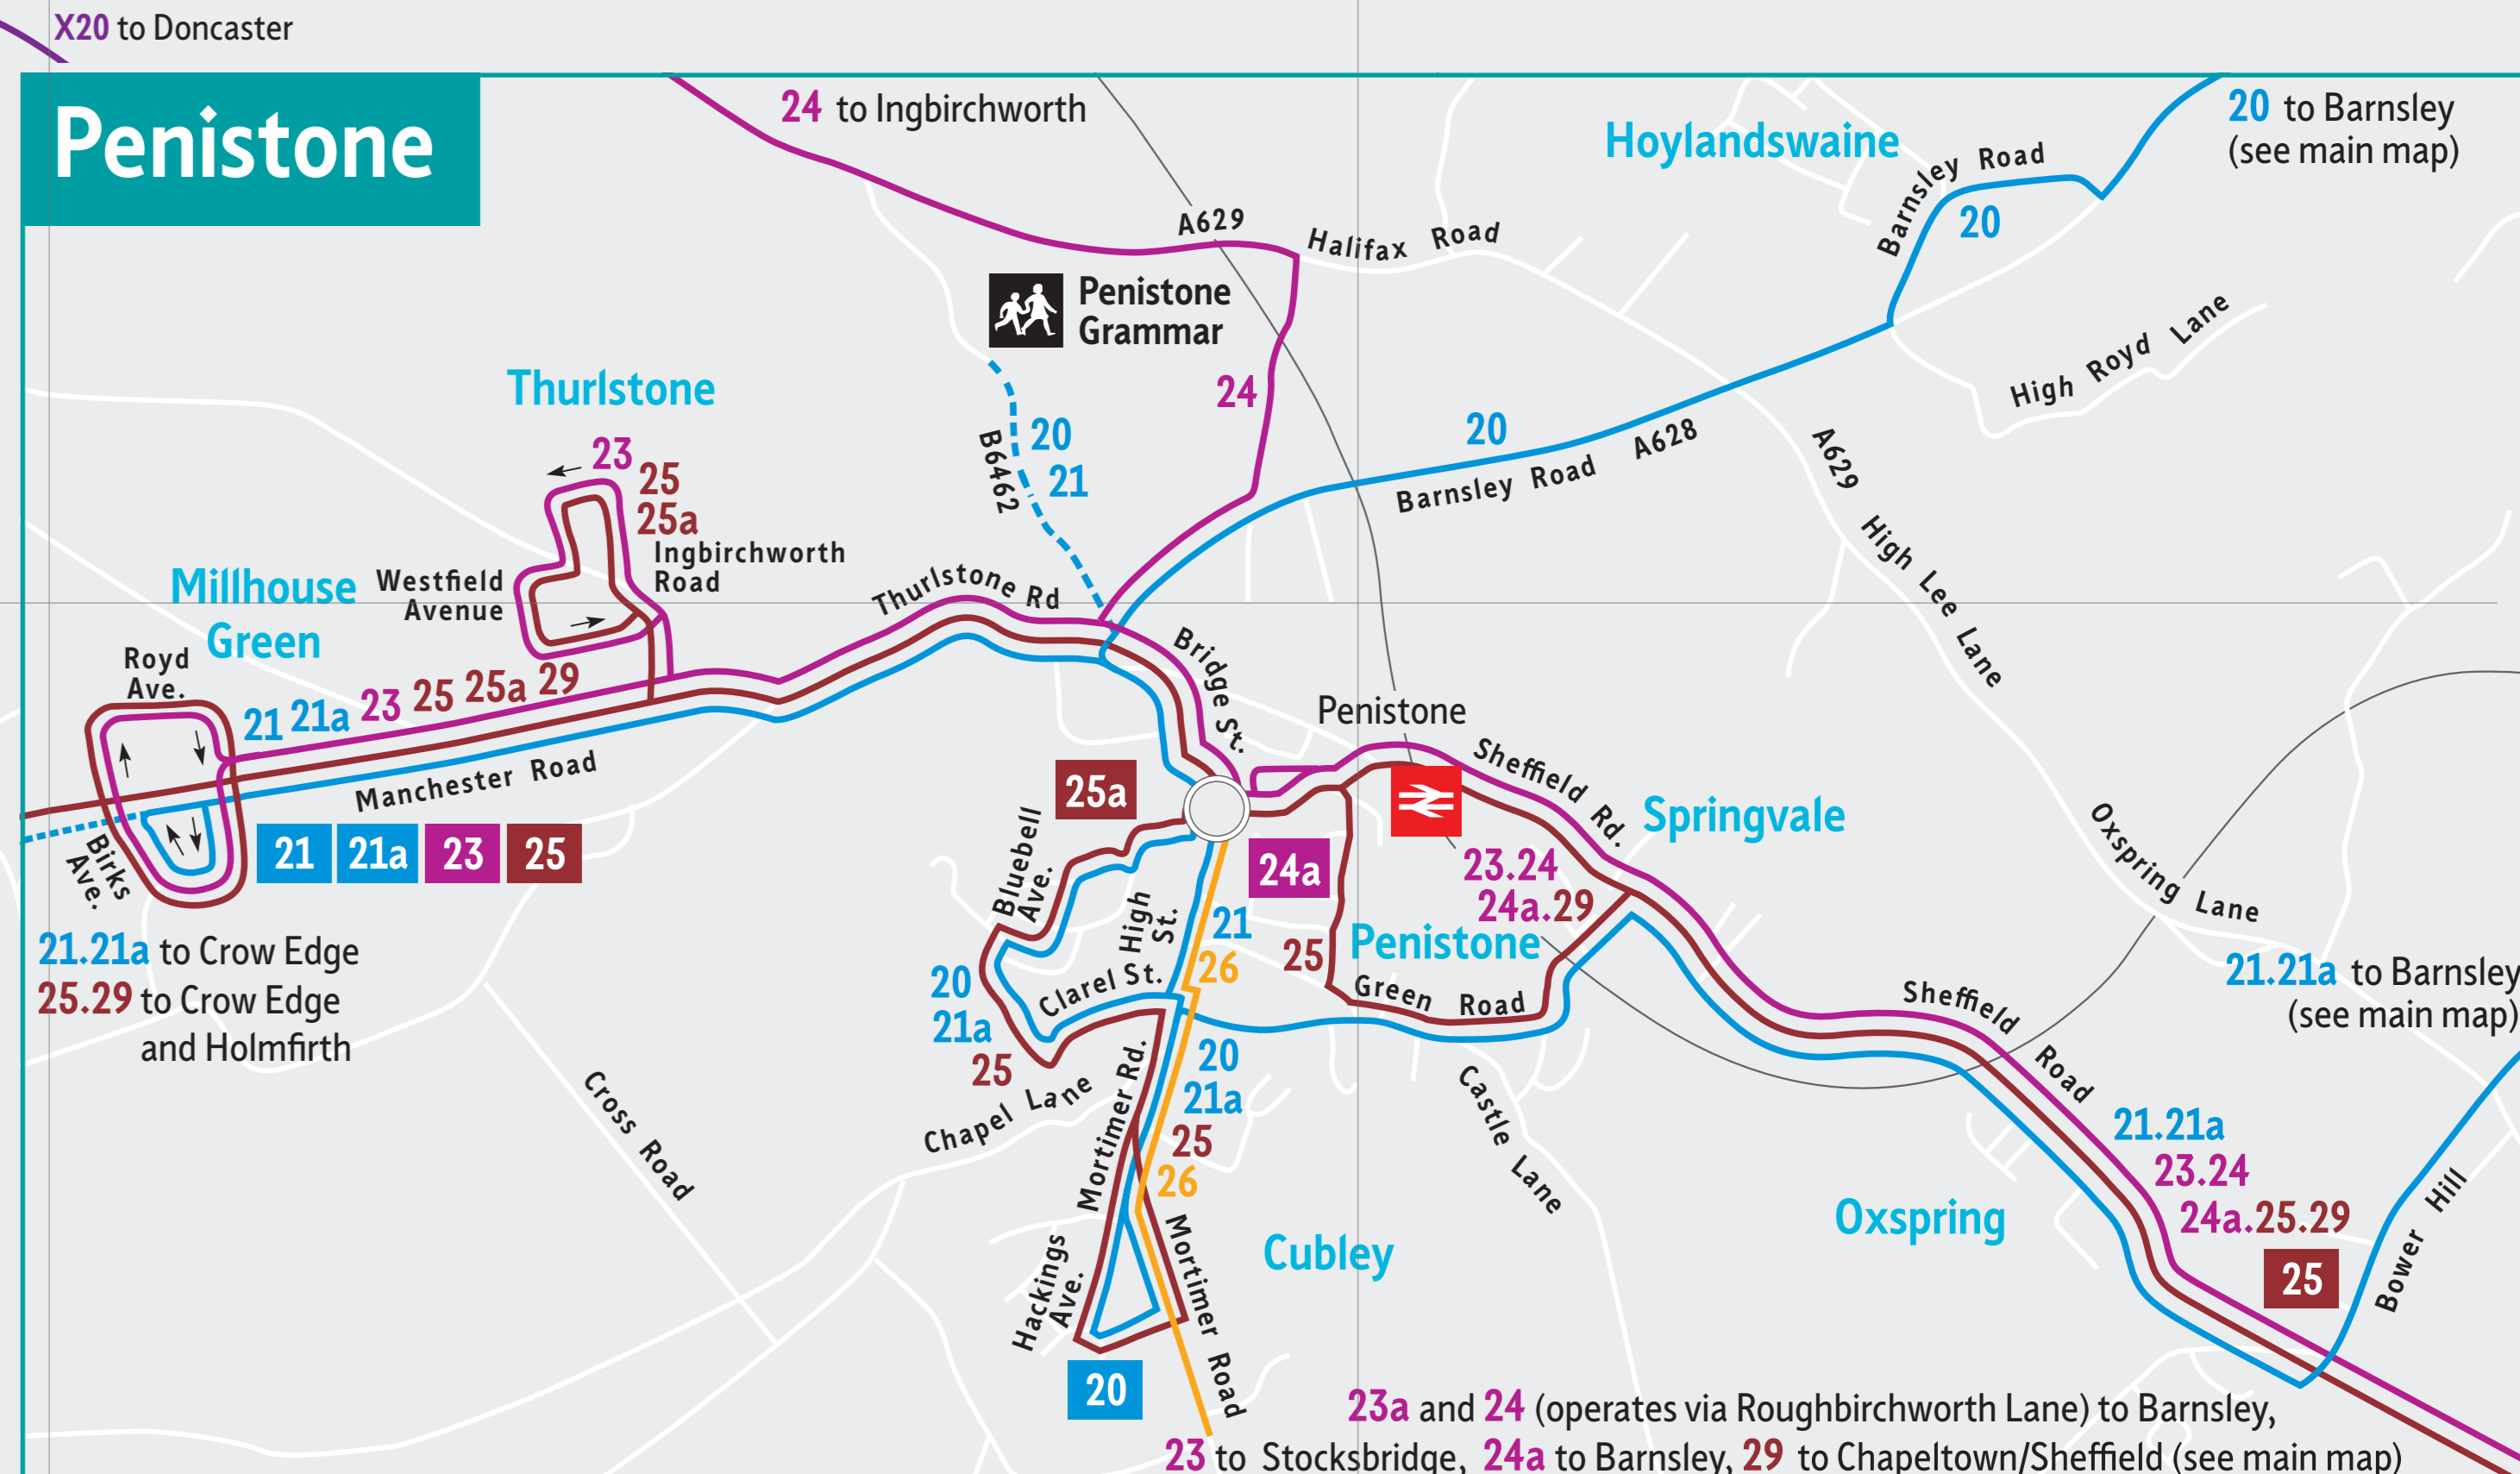 X20 to Doncaster
Penistone
24 to Ingbirchworth
Hoylandswaine
20 to Barnsley
(see main map)
Barnsley Road
20
A629
Halifax Road
Penistone
Grammar
High Royd Lane
24
Thurlstone
20
21
B6462
20
Barnsley Road
A628
A629
High Lee Lane
23
25
25a
Ingbirchworth
Road
Westfield
Avenue
Millhouse
Green
Thurlstone Rd
Bridge St.
Royd
Ave.
21 21a 23 25 25a 29
Manchester Road
Penistone
Sheffield Rd.
Springvale
Oxspring Lane
25a
21 21a 23 25
Birks
Ave.
Bluebell
Ave.
High
St.
24a
23.24
24a.29
21
26
25
Penistone
Green Road
21.21a to Crow Edge
25.29 to Crow Edge
and Holmfirth
20
21a
25
Clarel St.
Chapel Lane
Sheffield Road
21.21a to Barnsley
(see main map)
20
21a
25
26
Mortimer Rd.
Cross Road
Castle Lane
21.21a
23.24
24a.25.29
25
Bower Hill
Oxspring
Cubley
Hackings
Ave.
Mortimer Road
20
23a and 24 (operates via Roughbirchworth Lane) to Barnsley,
23 to Stocksbridge, 24a to Barnsley, 29 to Chapeltown/Sheffield (see main map)